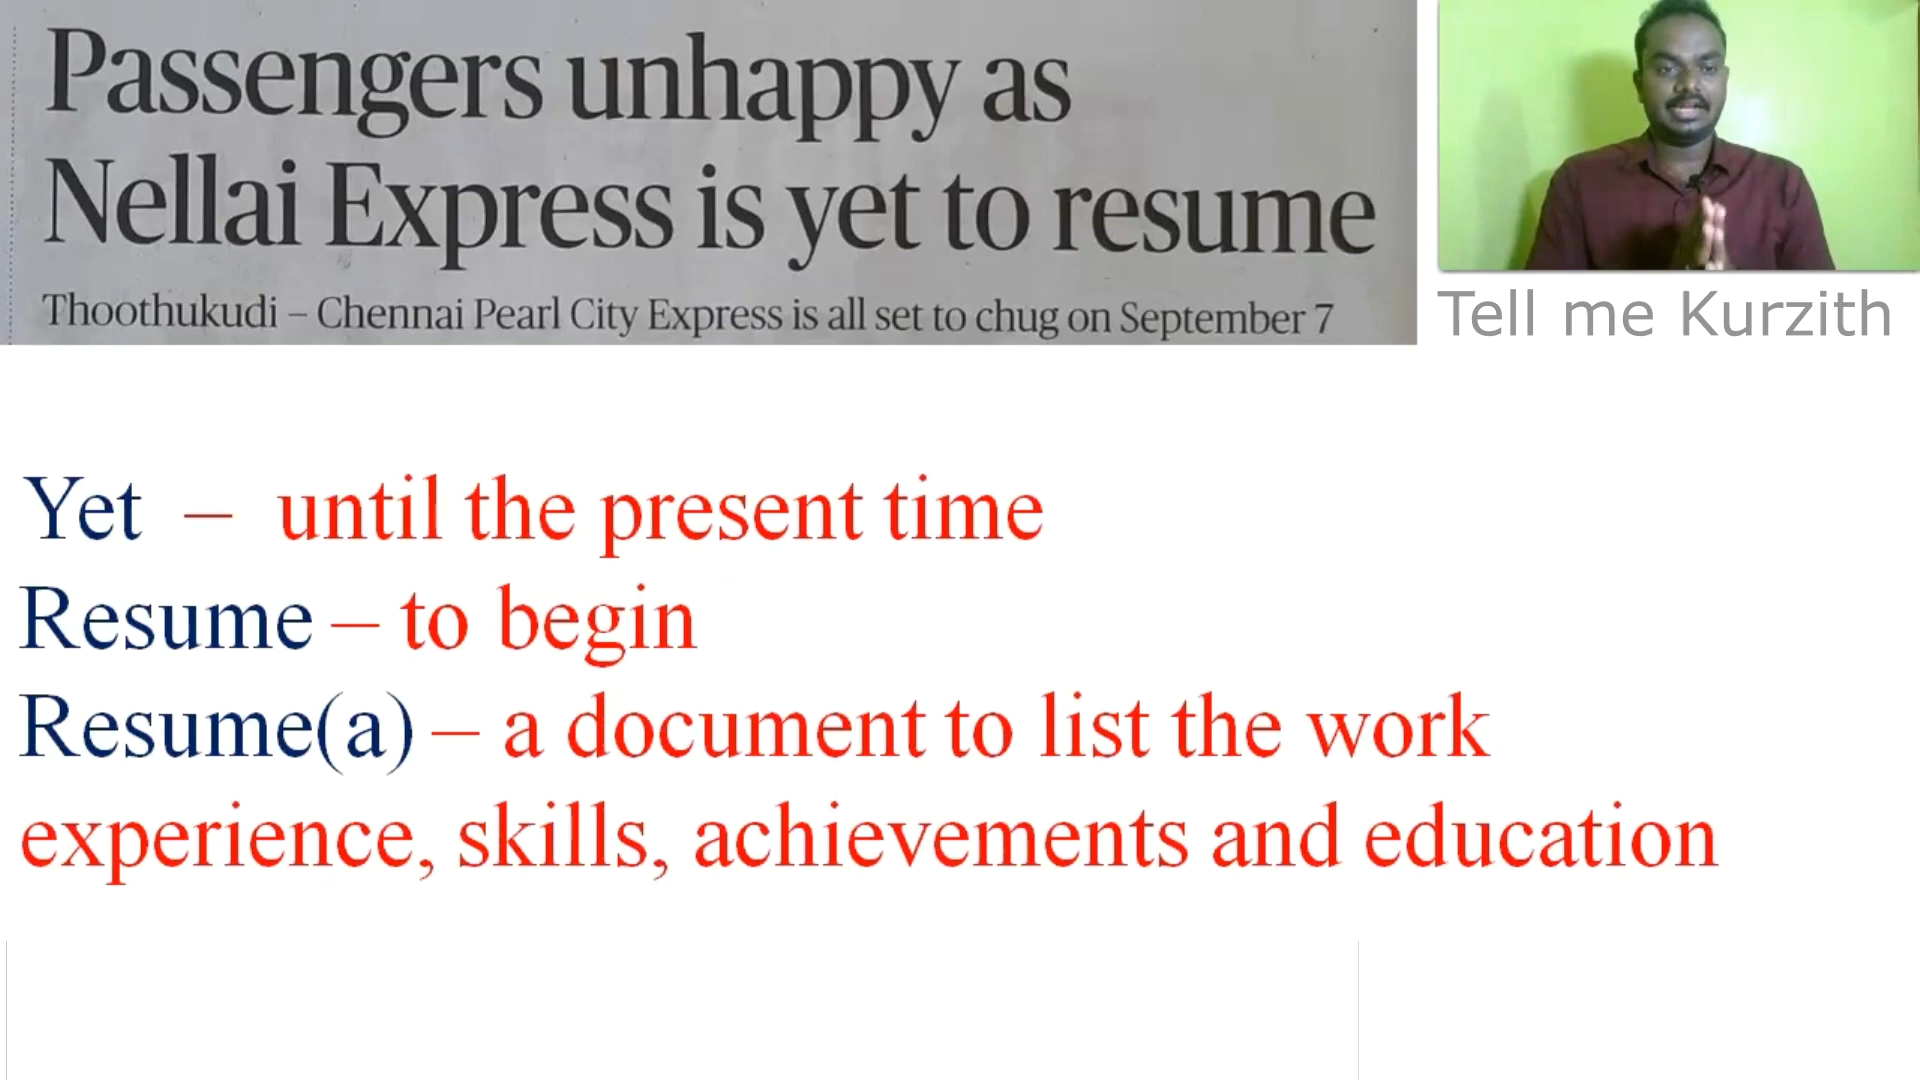 Passengers unhappy as
Nellai Express is yet to resume
Thoothukudi – Chennai Pearl City Express is all set to chug on September 7
Tell me Kurzith
Yet – until the present time
Resume – to begin
Resume(a) – a document to list the work
experience, skills, achievements and education